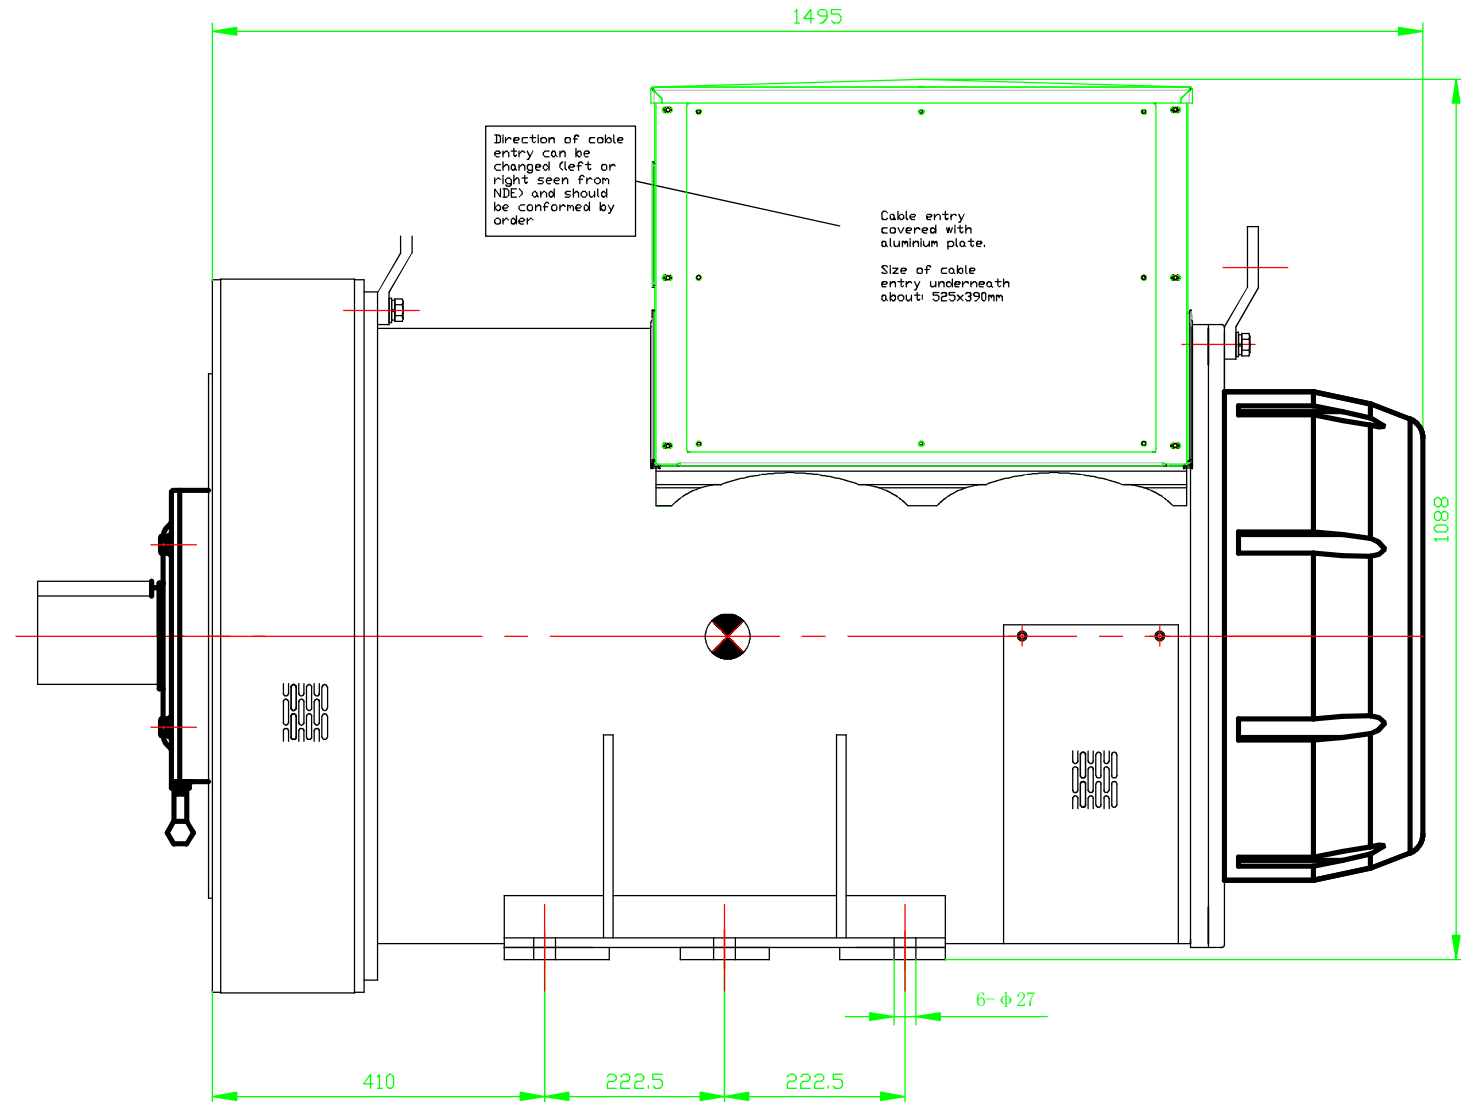 1495
Direction of cable
entry can be
changed (left or
right seen from
NDE) and should
be conformed by
order
Cable entry
covered with
aluminium plate.
Size of cable
entry underneath
about: 525x390mm
1088
6-ϕ27
410
222.5
222.5